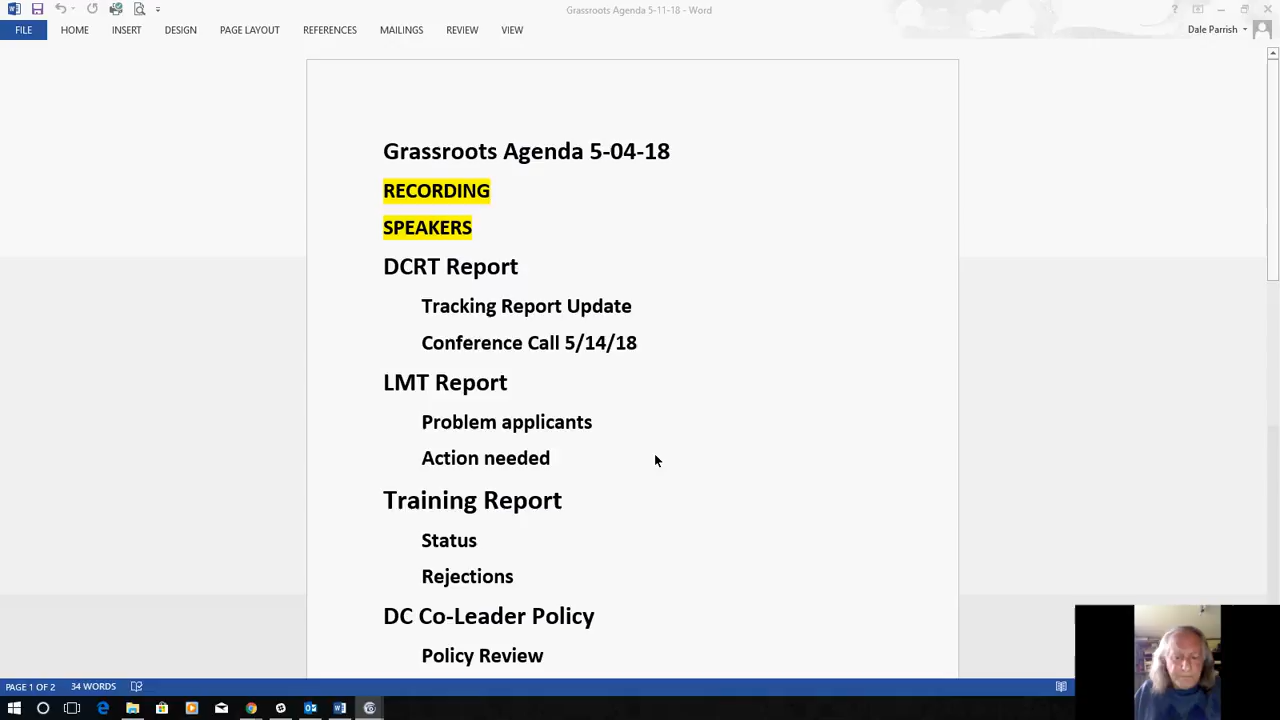 Grassroots Agenda 5-11-18 - Word
FILE HOME INSERT DESIGN PAGE LAYOUT REFERENCES MAILINGS REVIEW VIEW
Dale Parrish
Grassroots Agenda 5-04-18
RECORDING
SPEAKERS
DCRT Report
Tracking Report Update
Conference Call 5/14/18
LMT Report
Problem applicants
Action needed
Training Report
Status
Rejections
DC Co-Leader Policy
Policy Review
PAGE 1 OF 2 34 WORDS